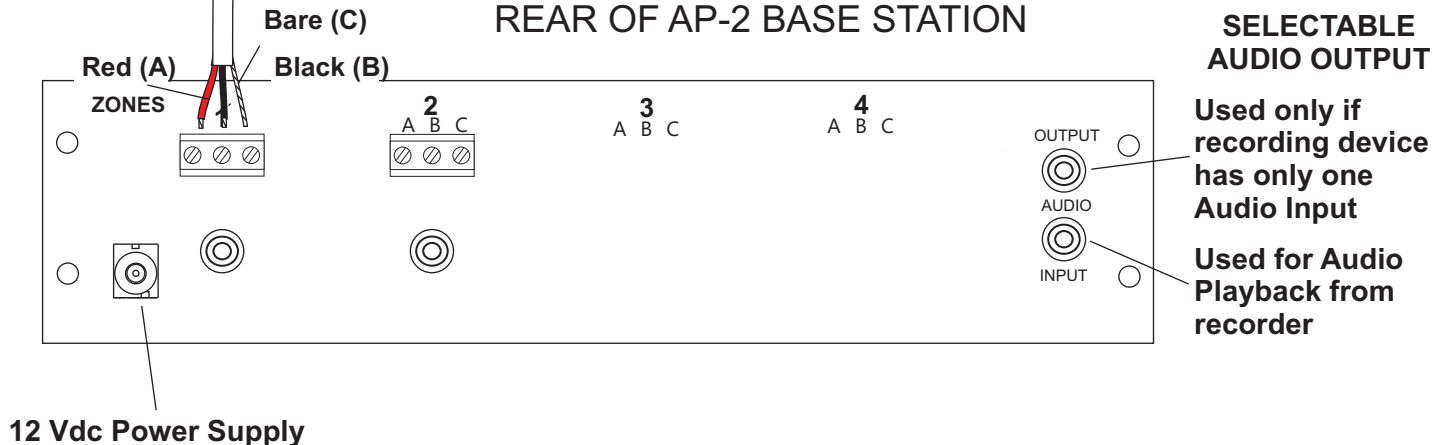 REAR OF AP-2 BASE STATION
Bare (C)
Red (A)
Black (B)
ZONES
1
2
A B C
3
A B C
4
A B C
OUTPUT
AUDIO
INPUT
SELECTABLE
AUDIO OUTPUT
Used only if
recording device
has only one
Audio Input
Used for Audio
Playback from
recorder
12 Vdc Power Supply